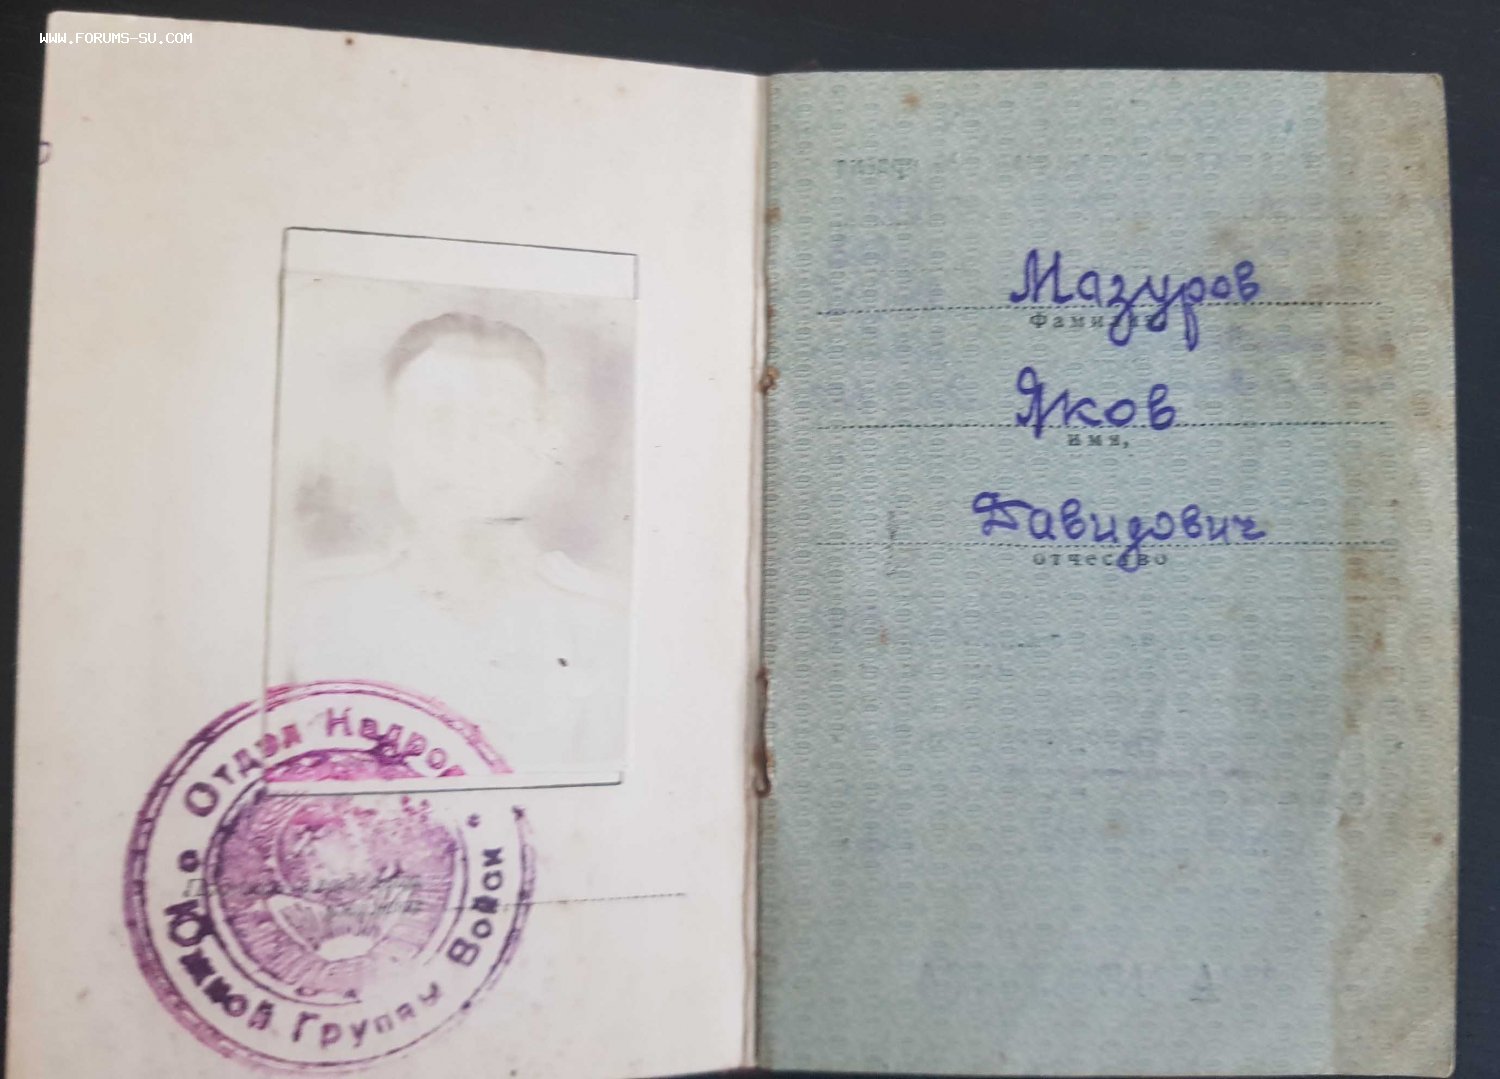 WWW.FORUMS-SU.COM
Отдел Кадров
Южной Группы Войск
Мазуров
Фамилия
Яков
имя,
Давидович
отчество